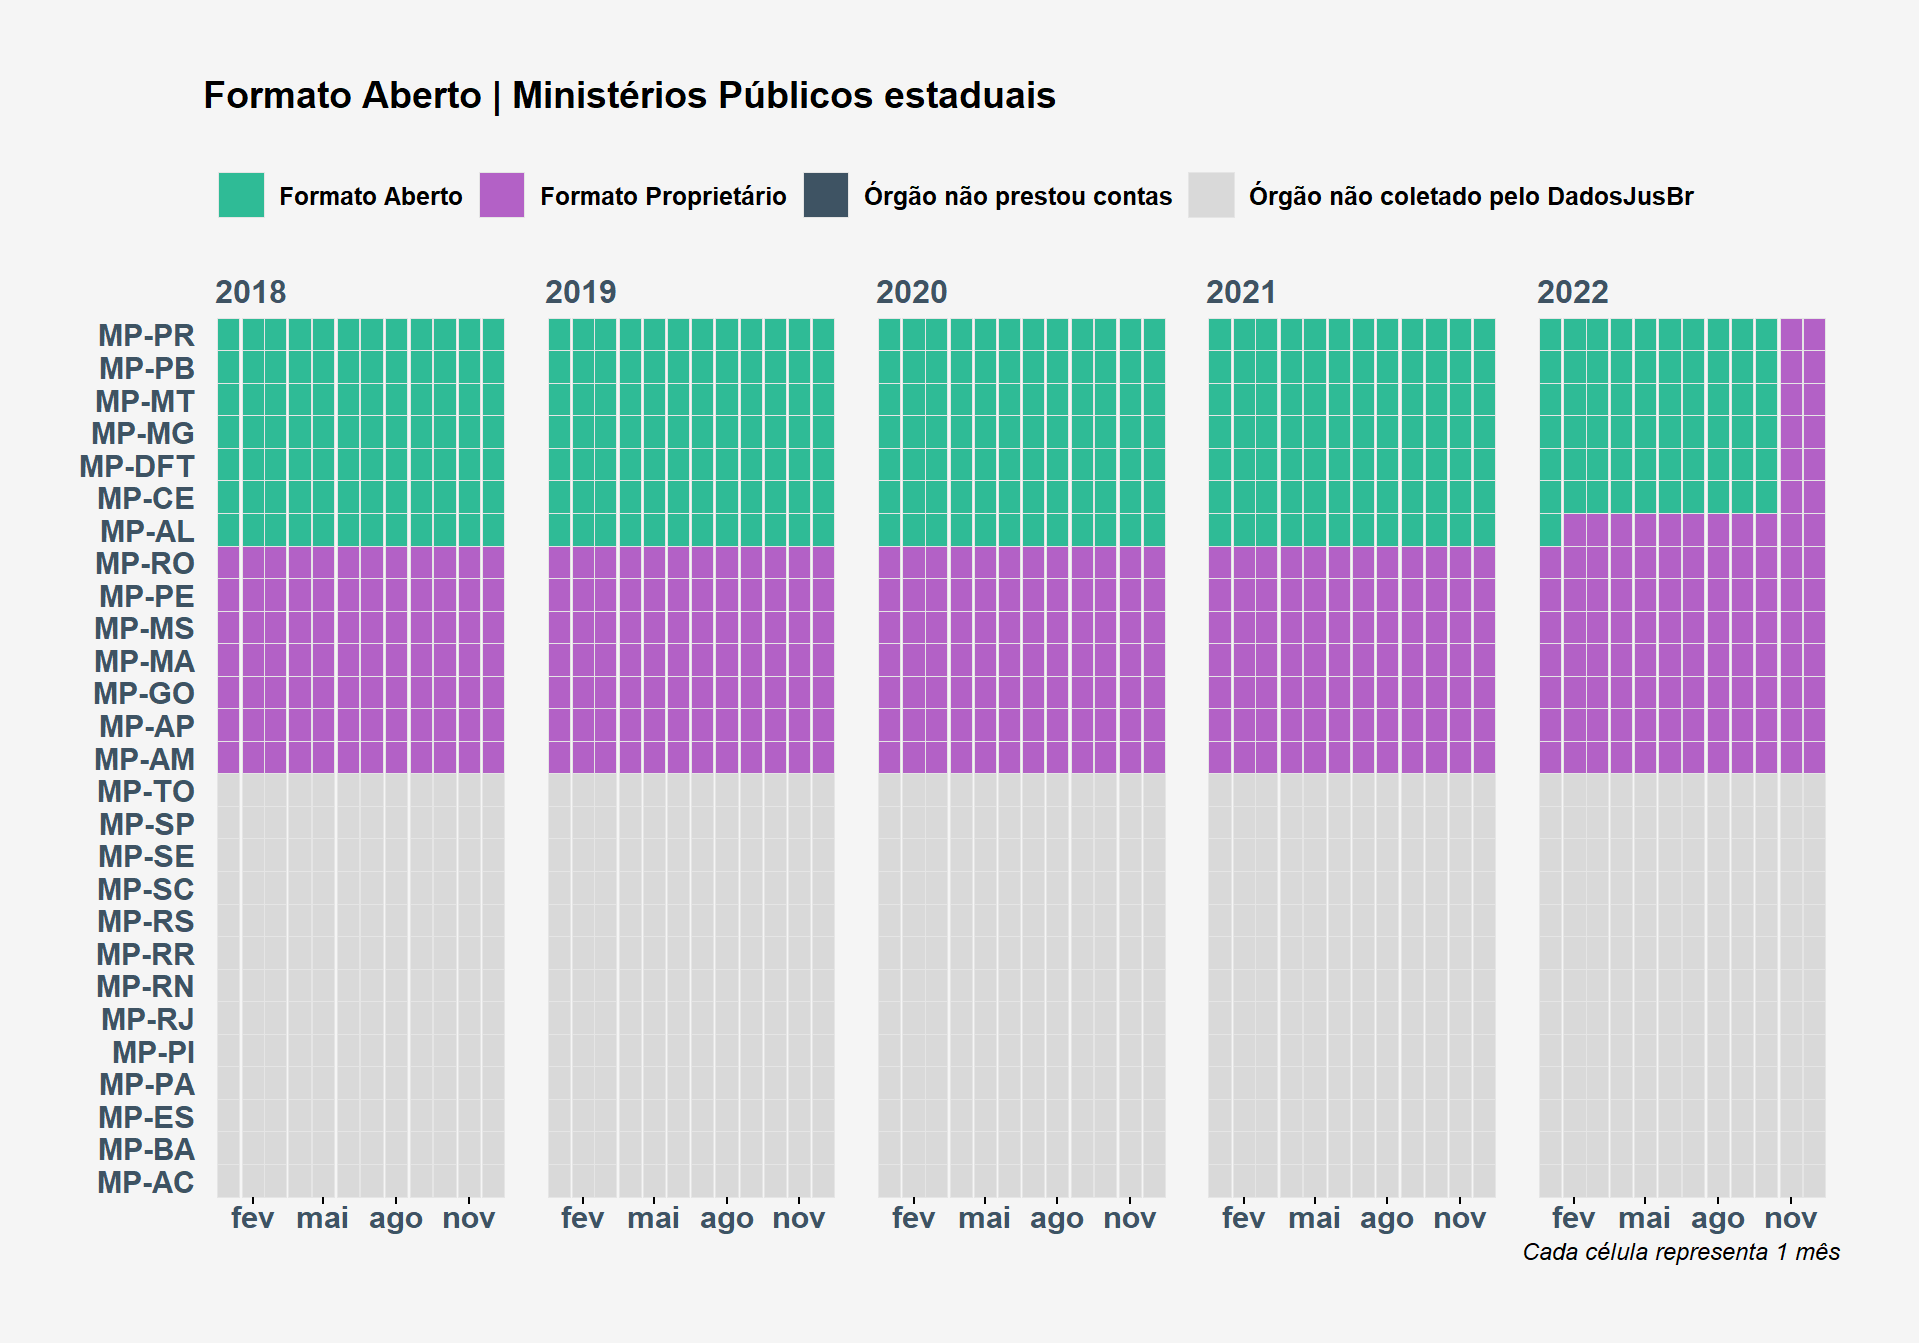 Formato Aberto | Ministérios Públicos estaduais
Formato Aberto Formato Proprietário Órgão não prestou contas Órgão não coletado pelo DadosJusBr
2018 2019 2020 2021 2022
MP-PR
MP-PB
MP-MT
MP-MG
MP-DFT
MP-CE
MP-AL
MP-RO
MP-PE
MP-MS
MP-MA
MP-GO
MP-AP
MP-AM
MP-TO
MP-SP
MP-SE
MP-SC
MP-RS
MP-RR
MP-RN
MP-RJ
MP-PI
MP-PA
MP-ES
MP-BA
MP-AC
fev mai ago nov fev mai ago nov fev mai ago nov fev mai ago nov fev mai ago nov
Cada célula representa 1 mês